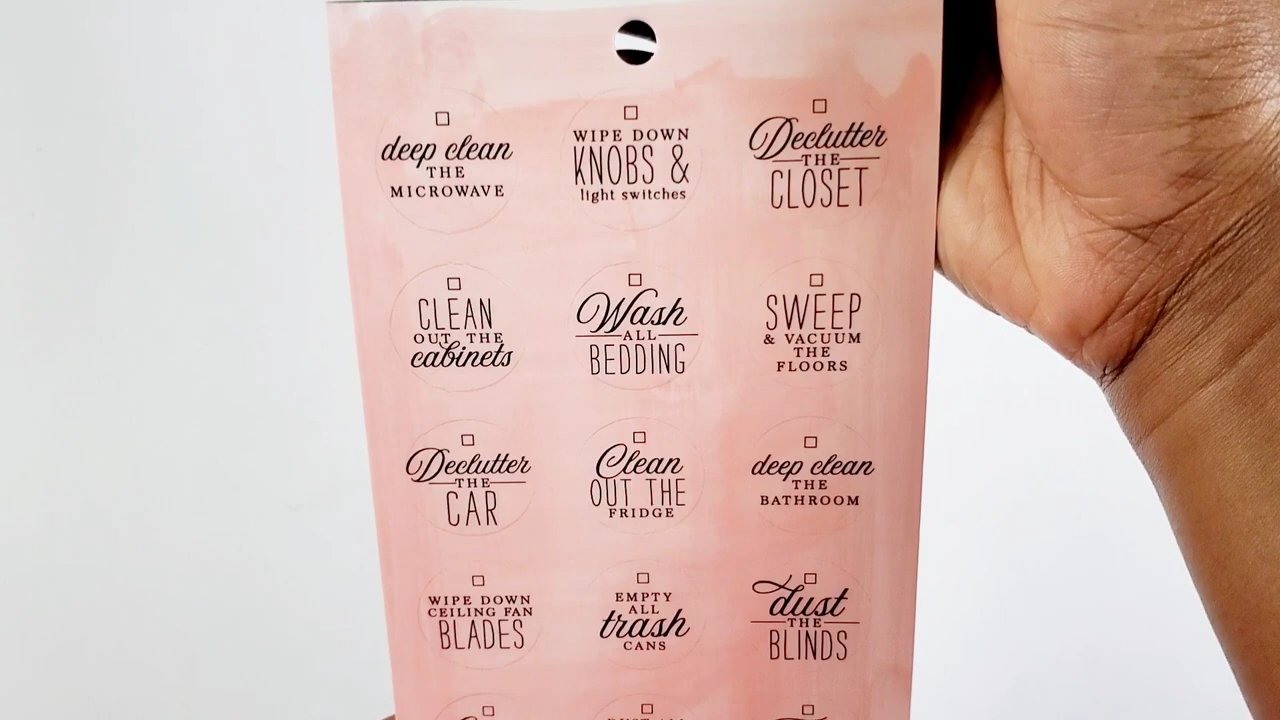 deep clean
THE
MICROWAVE
WIPE DOWN
KNOBS &
light switches
Declutter
THE
CLOSET
CLEAN
OUT THE
cabinets
Wash
ALL
BEDDING
SWEEP
& VACUUM
THE
FLOORS
Declutter
THE
CAR
Clean
OUT THE
FRIDGE
deep clean
THE
BATHROOM
WIPE DOWN
CEILING FAN
BLADES
EMPTY
ALL
trash
CANS
dust
THE
BLINDS